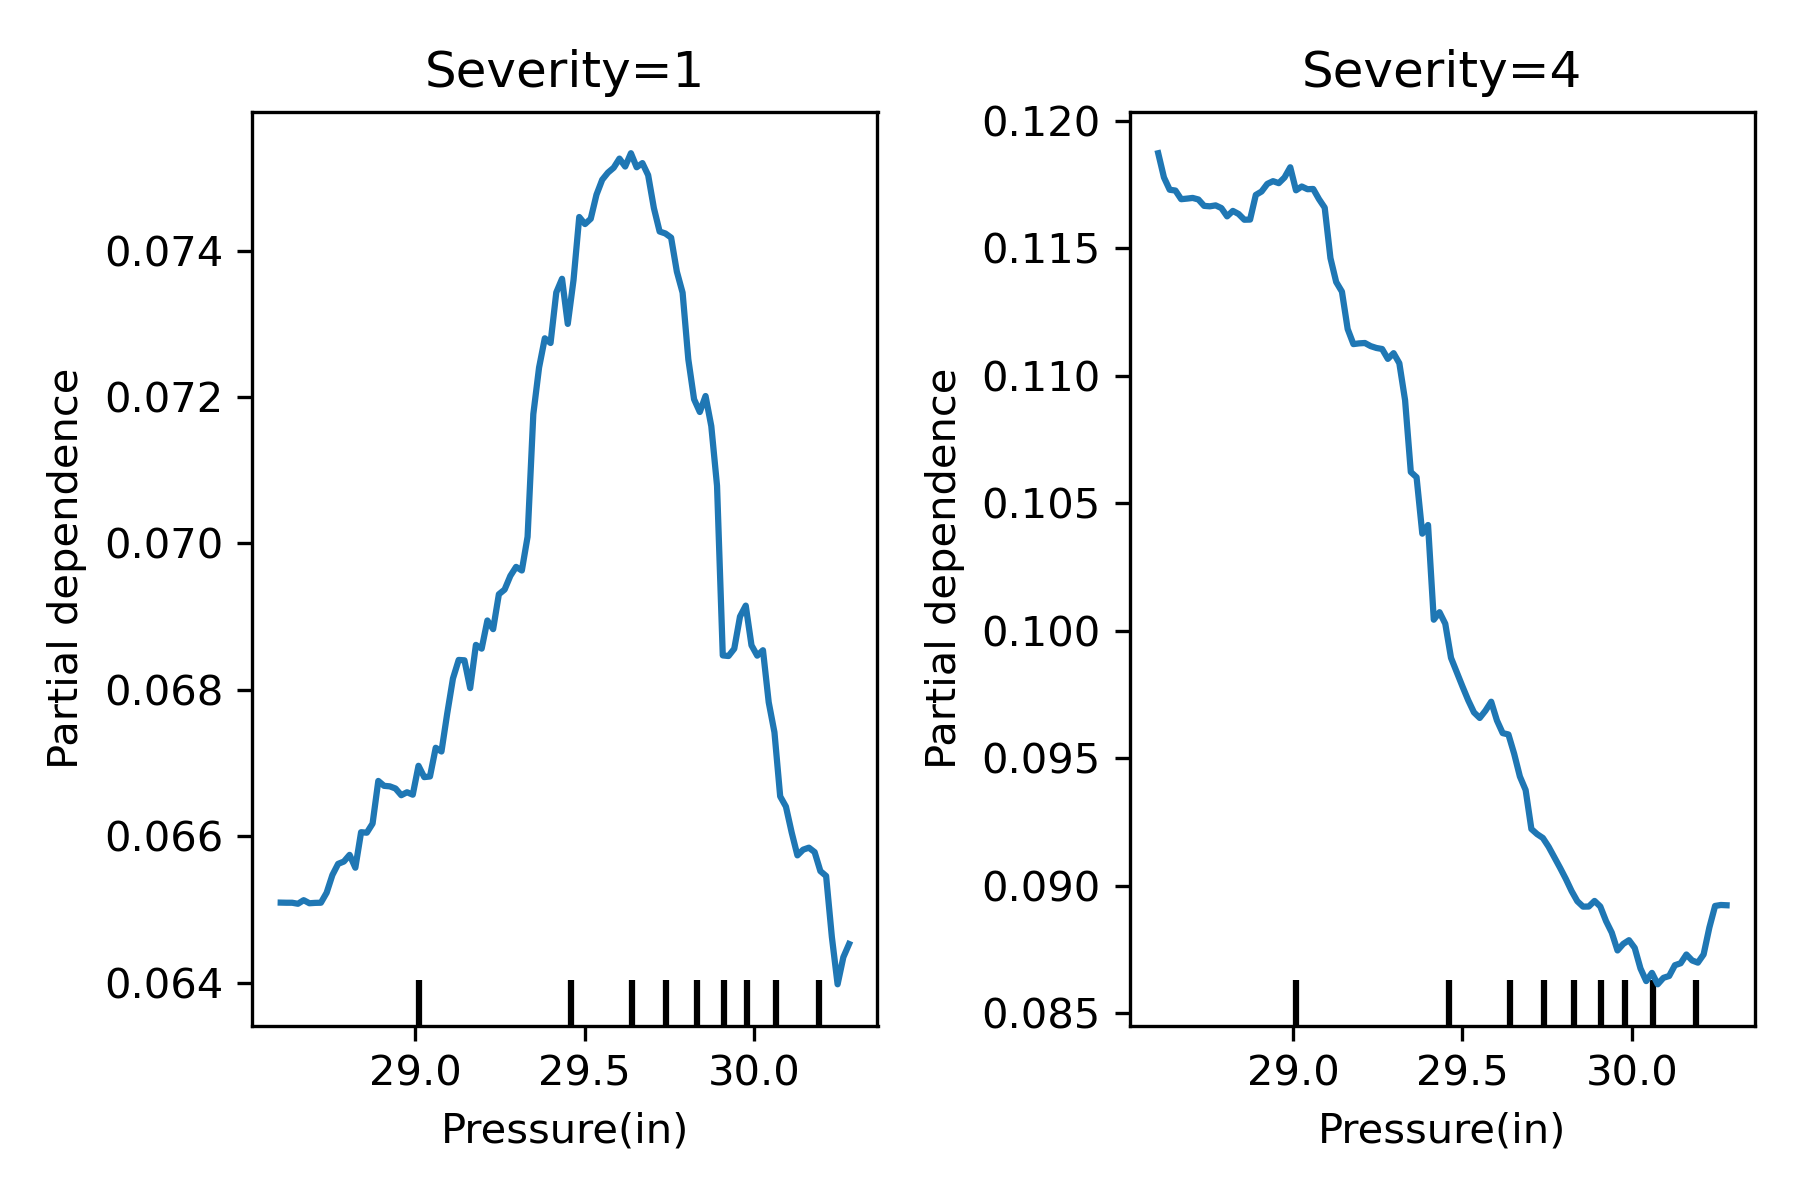 Severity=1
Partial dependence
0.074
0.072
0.070
0.068
0.066
0.064
29.0 29.5 30.0
Pressure(in)
Severity=4
Partial dependence
0.120
0.115
0.110
0.105
0.100
0.095
0.090
0.085
29.0 29.5 30.0
Pressure(in)